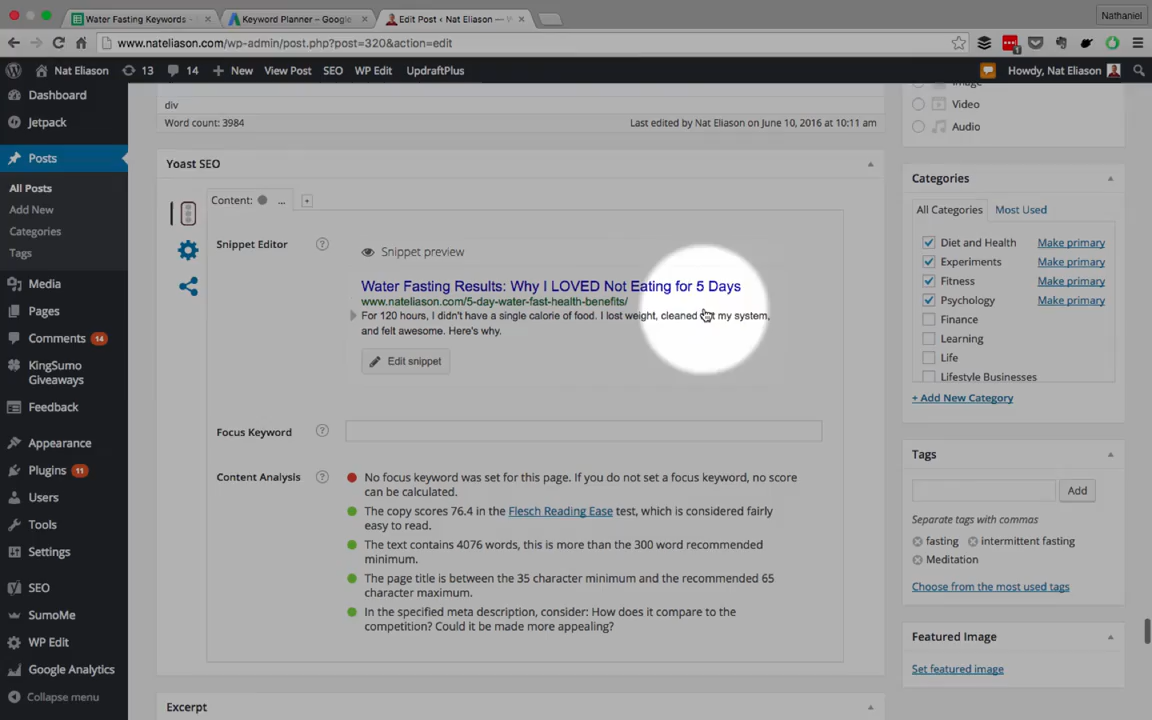 Water Fasting Keywords -
Keyword Planner – Google
Edit Post ‹ Nat Eliason —
Nathaniel
www.nateliason.com/wp-admin/post.php?post=320&action=edit
Nat Eliason
13
14
New
View Post
SEO
WP Edit
UpdraftPlus
Howdy, Nat Eliason
Dashboard
Jetpack
Posts
All Posts
Add New
Categories
Tags
Media
Pages
Comments 14
KingSumo
Giveaways
Feedback
Appearance
Plugins 11
Users
Tools
Settings
SEO
SumoMe
WP Edit
Google Analytics
Collapse menu
div
Word count: 3984
Last edited by Nat Eliason on June 10, 2016 at 10:11 am
Yoast SEO
Content: ... +
Snippet Editor ?
Snippet preview
Water Fasting Results: Why I LOVED Not Eating for 5 Days
www.nateliason.com/5-day-water-fast-health-benefits/
For 120 hours, I didn't have a single calorie of food. I lost weight, cleaned my system,
and felt awesome. Here's why.
Edit snippet
Focus Keyword ?
Content Analysis ?
No focus keyword was set for this page. If you do not set a focus keyword, no score
can be calculated.
The copy scores 76.4 in the Flesch Reading Ease test, which is considered fairly
easy to read.
The text contains 4076 words, this is more than the 300 word recommended
minimum.
The page title is between the 35 character minimum and the recommended 65
character maximum.
In the specified meta description, consider: How does it compare to the
competition? Could it be made more appealing?
Excerpt
Video
Audio
Categories
All Categories
Most Used
Diet and Health Make primary
Experiments Make primary
Fitness Make primary
Psychology Make primary
Finance
Learning
Life
Lifestyle Businesses
+ Add New Category
Tags
Add
Separate tags with commas
fasting
intermittent fasting
Meditation
Choose from the most used tags
Featured Image
Set featured image